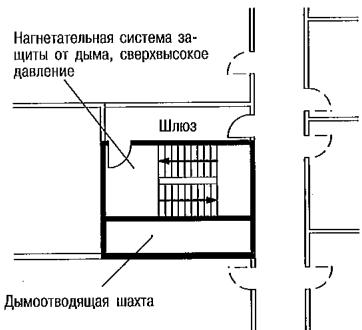 Нагнетательная система за-
щиты от дыма, сверхвысокое
давление
Шлюз
Дымоотводящая шахта